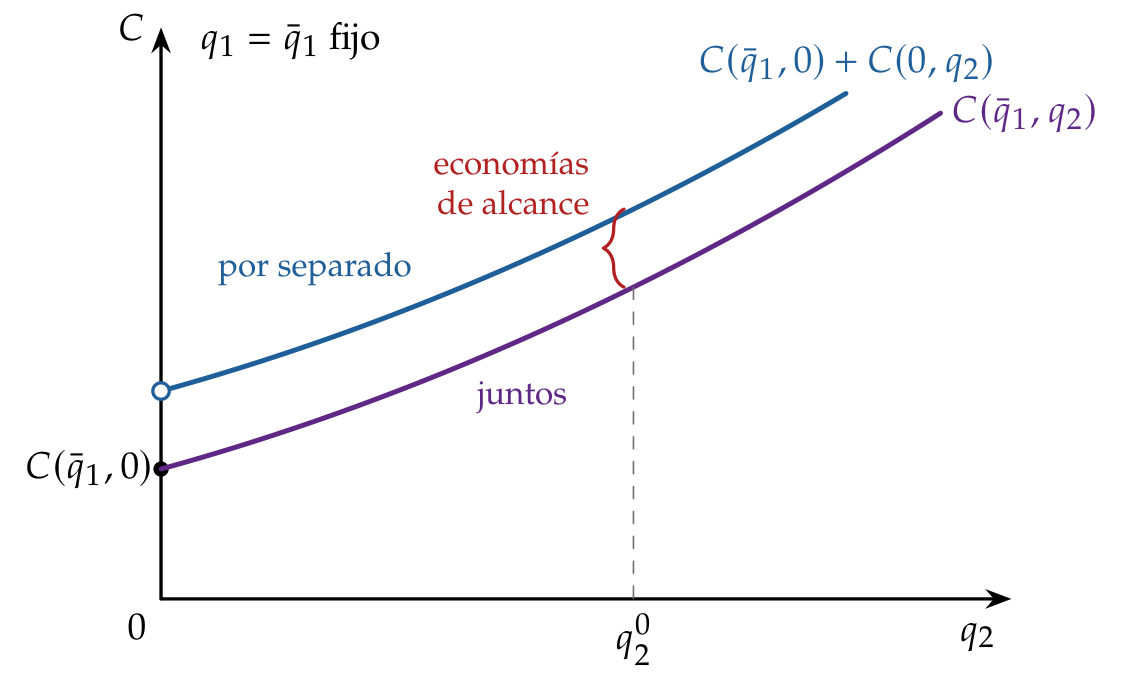 C
q₁ = q̄₁ fijo
C(q̄₁, 0) + C(0, q₂)
C(q̄₁, q₂)
economías
de alcance
por separado
juntos
C(q̄₁, 0)
0
q₂⁰
q₂